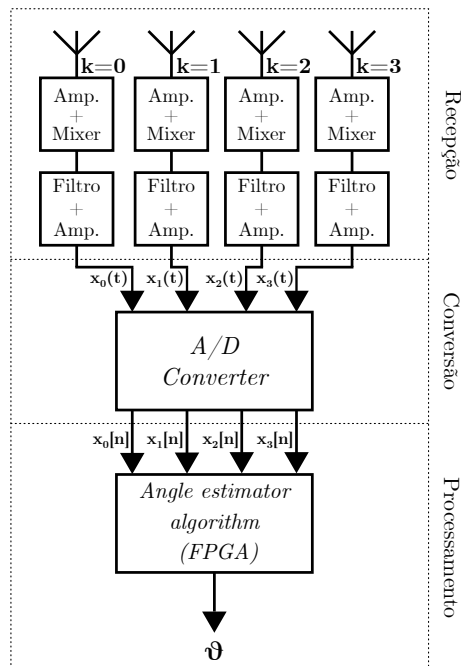 k=0 k=1 k=2 k=3
Amp. Amp. Amp. Amp.
+ + + +
Mixer Mixer Mixer Mixer
Filtro Filtro Filtro Filtro
+ + + +
Amp. Amp. Amp. Amp.
Recepção
x₀(t) x₁(t) x₂(t) x₃(t)
A/D
Converter
Conversão
x₀[n] x₁[n] x₂[n] x₃[n]
Angle estimator
algorithm
(FPGA)
Processamento
ϑ